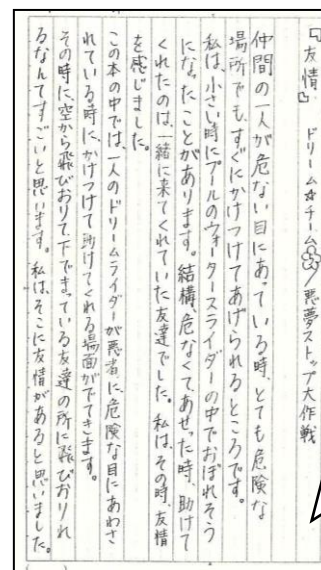 「友情」 ドリーム☆チーム⑧/悪夢ストップ大作戦
仲間の一人が危ない目にあっている時、とても危険な
場所でも、すぐにかけつけてあげられるところです。
私は、小さい時にプールのウォータースライダーの中でおぼれそう
になったことがあります。結構、危なくて、あせった時、助けて
くれたのは、一緒に来てくれていた友達でした。私は、その時、友情
を感じました。
この本の中では、一人のドリームライダーが悪者に、危険な目にあわさ
れている時に、かけつけて助けてくれる場面がでてきます。
その時に、空から飛びおりて、下でまっている友達の所に飛びおりれ
るなんてすごいと思います。私は、そこに友情があると思いました。